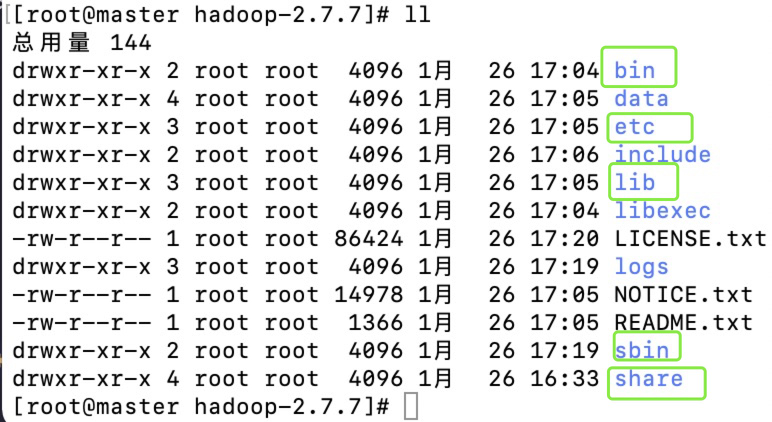 [[root@master hadoop-2.7.7]# ll
总用量 144
drwxr-xr-x 2 root root  4096 1月  26 17:04 bin
drwxr-xr-x 4 root root  4096 1月  26 17:05 data
drwxr-xr-x 3 root root  4096 1月  26 17:05 etc
drwxr-xr-x 2 root root  4096 1月  26 17:06 include
drwxr-xr-x 3 root root  4096 1月  26 17:05 lib
drwxr-xr-x 2 root root  4096 1月  26 17:04 libexec
-rw-r--r-- 1 root root 86424 1月  26 17:20 LICENSE.txt
drwxr-xr-x 3 root root  4096 1月  26 17:19 logs
-rw-r--r-- 1 root root 14978 1月  26 17:05 NOTICE.txt
-rw-r--r-- 1 root root  1366 1月  26 17:05 README.txt
drwxr-xr-x 2 root root  4096 1月  26 17:19 sbin
drwxr-xr-x 4 root root  4096 1月  26 16:33 share
[root@master hadoop-2.7.7]#